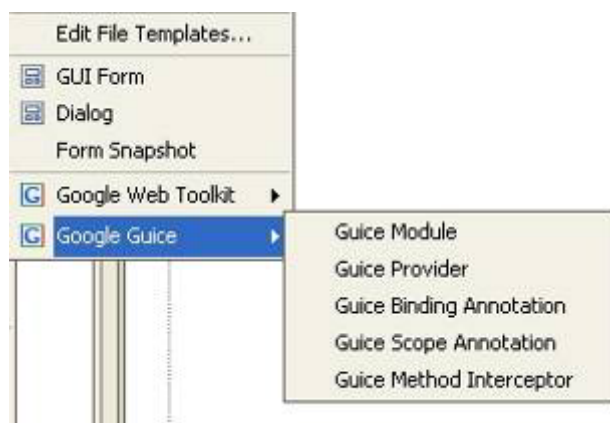 Edit File Templates...
GUI Form
Dialog
Form Snapshot
Google Web Toolkit
Google Guice
Guice Module
Guice Provider
Guice Binding Annotation
Guice Scope Annotation
Guice Method Interceptor